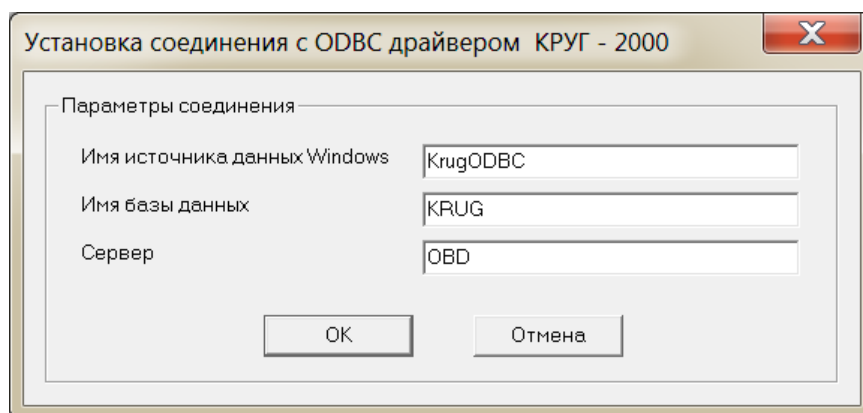 Установка соединения с ODBC драйвером КРУГ - 2000
Параметры соединения
Имя источника данных Windows
KrugODBC
Имя базы данных
KRUG
Сервер
OBD
OK
Отмена